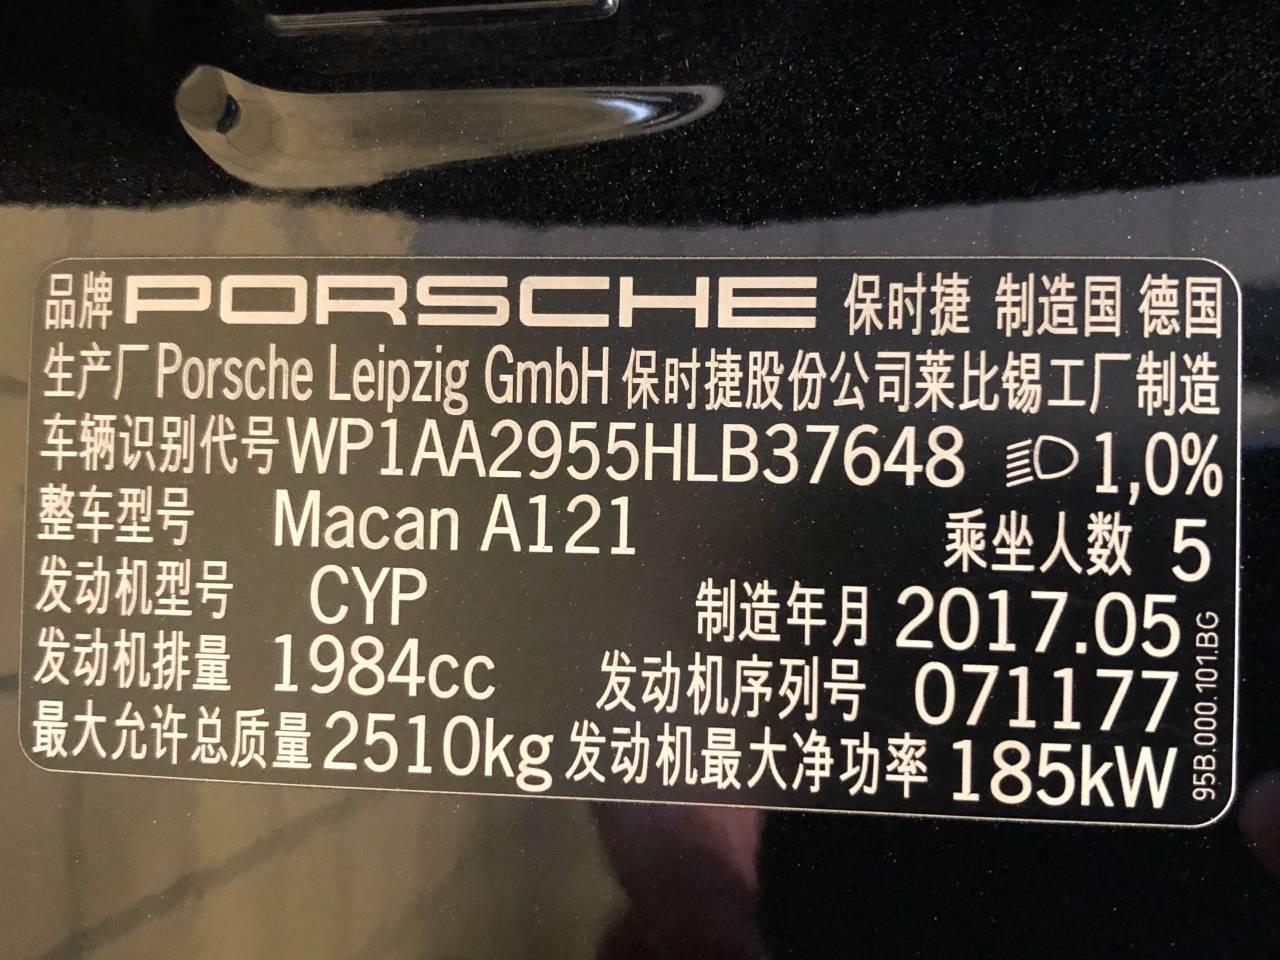 品牌 PORSCHE 保时捷 制造国 德国
生产厂 Porsche Leipzig GmbH 保时捷股份公司莱比锡工厂制造
车辆识别代号 WP1AA2955HLB37648 1,0%
整车型号 Macan A121 乘坐人数 5
发动机型号 CYP 制造年月 2017.05
发动机排量 1984cc 发动机序列号 071177
最大允许总质量 2510kg 发动机最大净功率 185kW
95B.000.101.BG